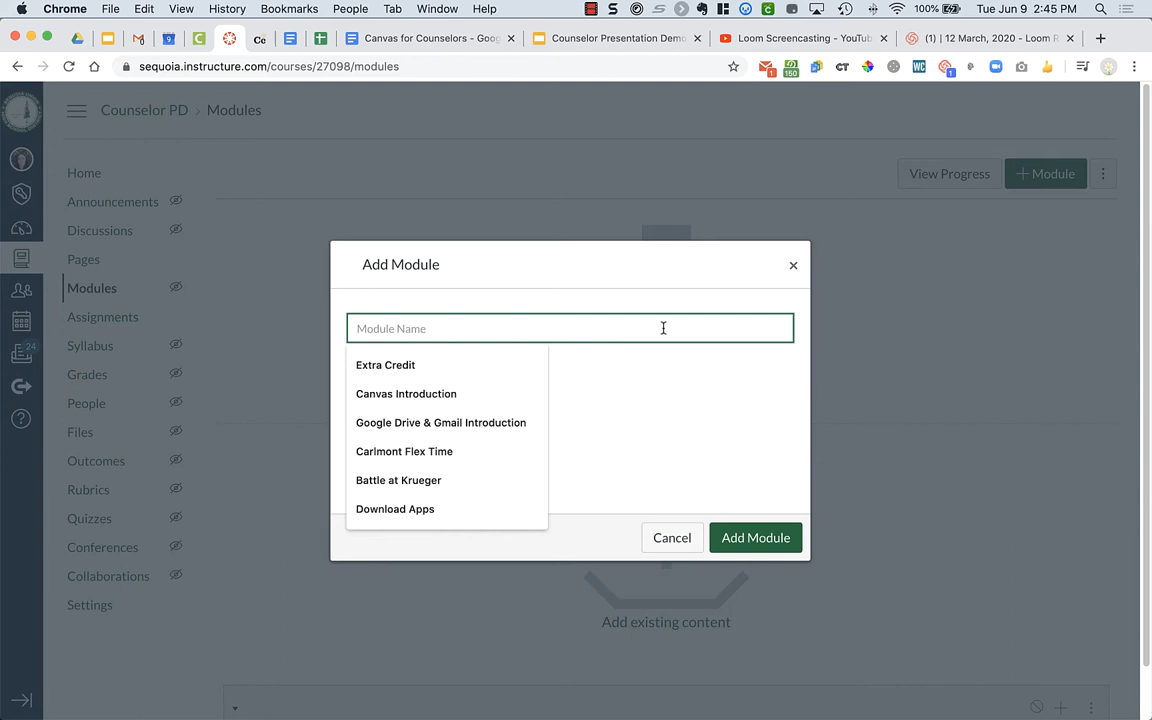 Chrome File Edit View History Bookmarks People Tab Window Help 100% Tue Jun 9 2:45 PM
Canvas for Counselors - Goog Counselor Presentation Demo Loom Screencasting - YouTub (1) | 12 March, 2020 - Loom R
sequoia.instructure.com/courses/27098/modules
Counselor PD > Modules
View Progress + Module
Home
Announcements
Discussions
Pages
Modules
Assignments
Syllabus
24
Grades
People
Files
Outcomes
Rubrics
Quizzes
Conferences
Collaborations
Settings
Add Module
Module Name
Extra Credit
Canvas Introduction
Google Drive & Gmail Introduction
Carlmont Flex Time
Battle at Krueger
Download Apps
Cancel Add Module
Add existing content